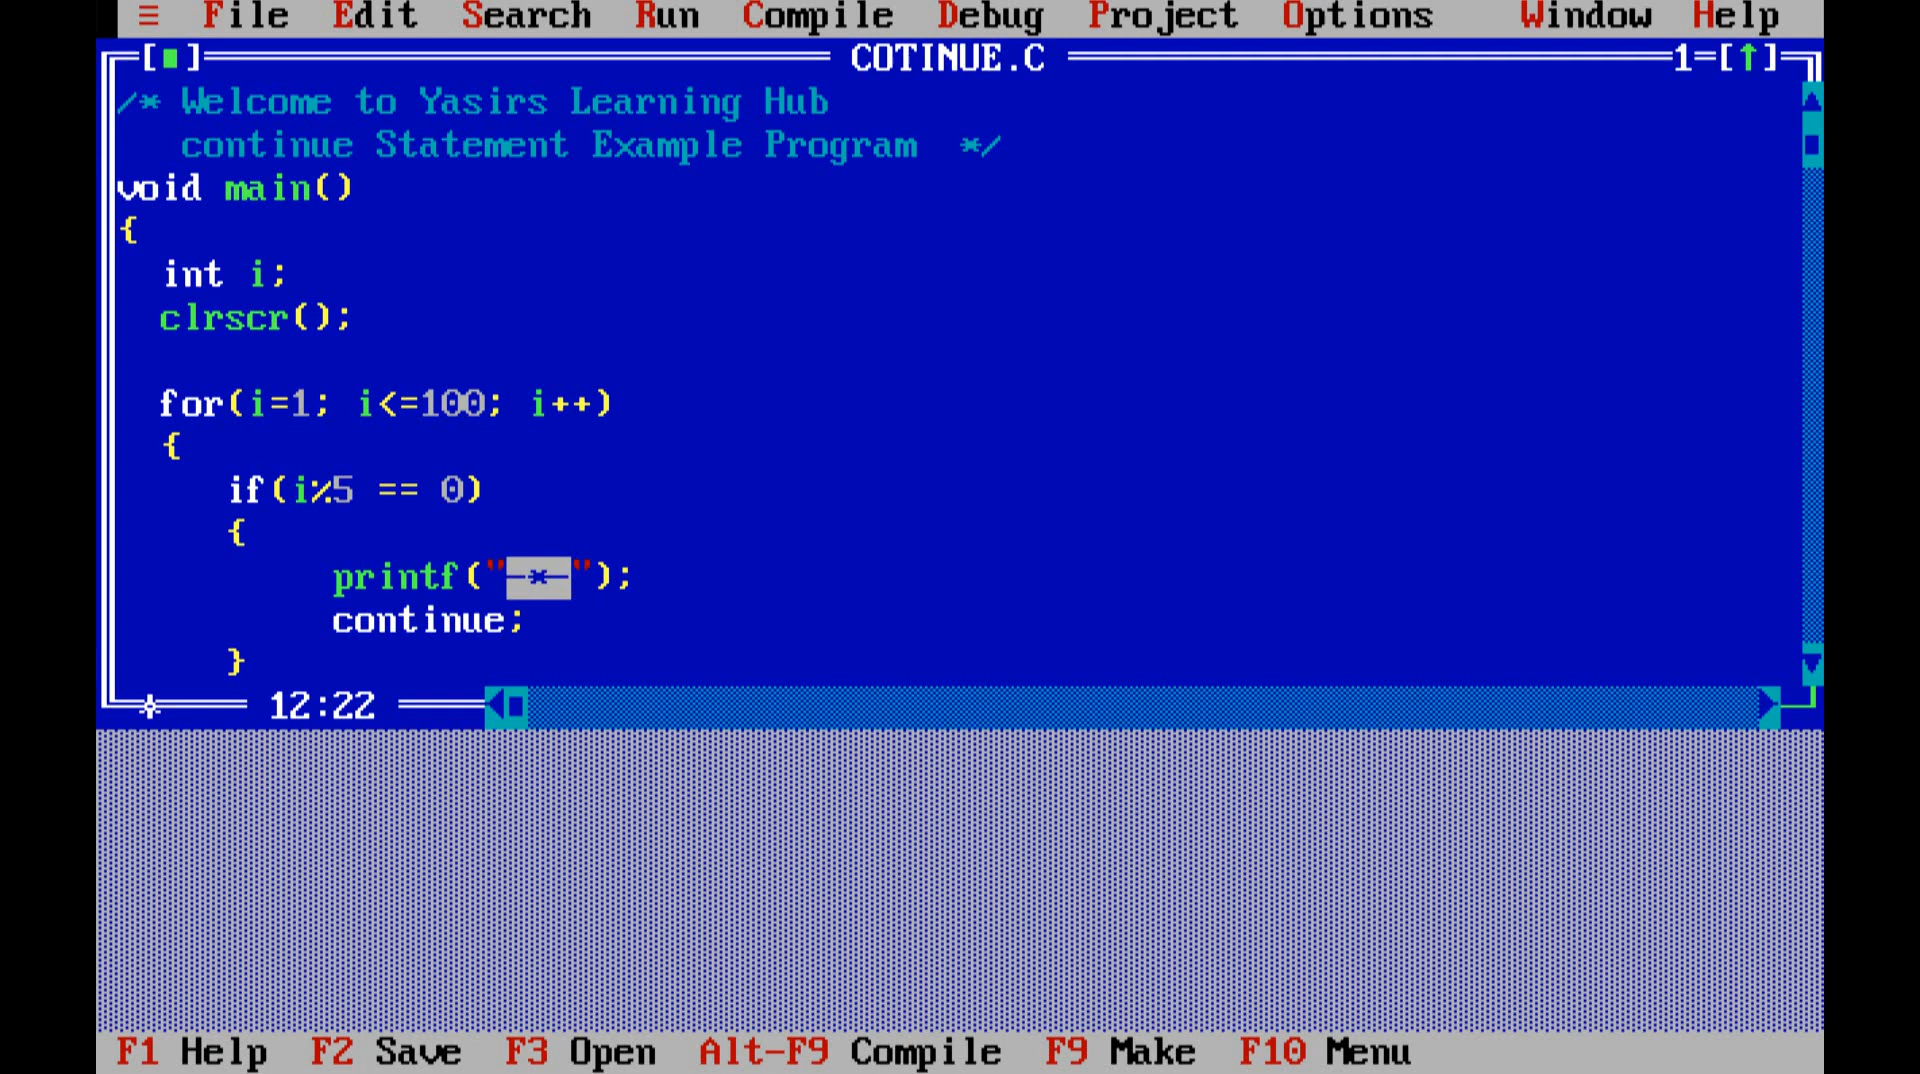 ≡ File Edit Search Run Compile Debug Project Options Window Help
[■] COTINUE.C 1=[↑]
/* Welcome to Yasirs Learning Hub
continue Statement Example Program */
void main()
{
int i;
clrscr();
for(i=1; i<=100; i++)
{
if(i%5 == 0)
{
printf("-*-");
continue;
}
12:22
F1 Help F2 Save F3 Open Alt-F9 Compile F9 Make F10 Menu